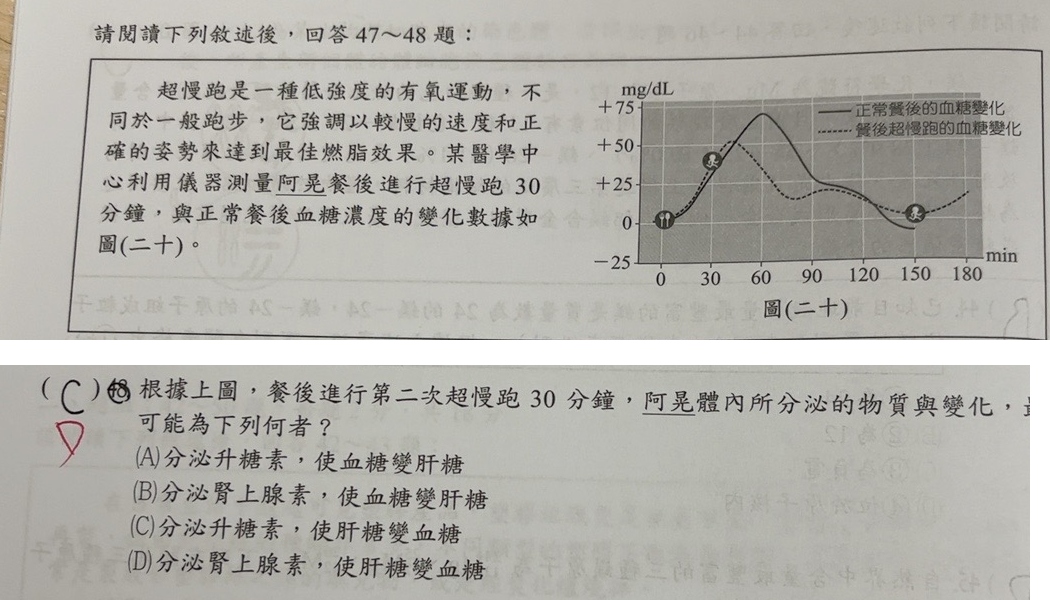 請閱讀下列敘述後，回答 47～48 題：
超慢跑是一種低強度的有氧運動，不
同於一般跑步，它強調以較慢的速度和正
確的姿勢來達到最佳燃脂效果。某醫學中
心利用儀器測量阿晃餐後進行超慢跑 30
分鐘，與正常餐後血糖濃度的變化數據如
圖(二十)。
mg/dL
+75
+50
+25
0
−25
正常餐後的血糖變化
餐後超慢跑的血糖變化
0 30 60 90 120 150 180 min
圖(二十)
( C ) 48. 根據上圖，餐後進行第二次超慢跑 30 分鐘，阿晃體內所分泌的物質與變化，
D
可能為下列何者？
(A)分泌升糖素，使血糖變肝糖
(B)分泌腎上腺素，使血糖變肝糖
(C)分泌升糖素，使肝糖變血糖
(D)分泌腎上腺素，使肝糖變血糖